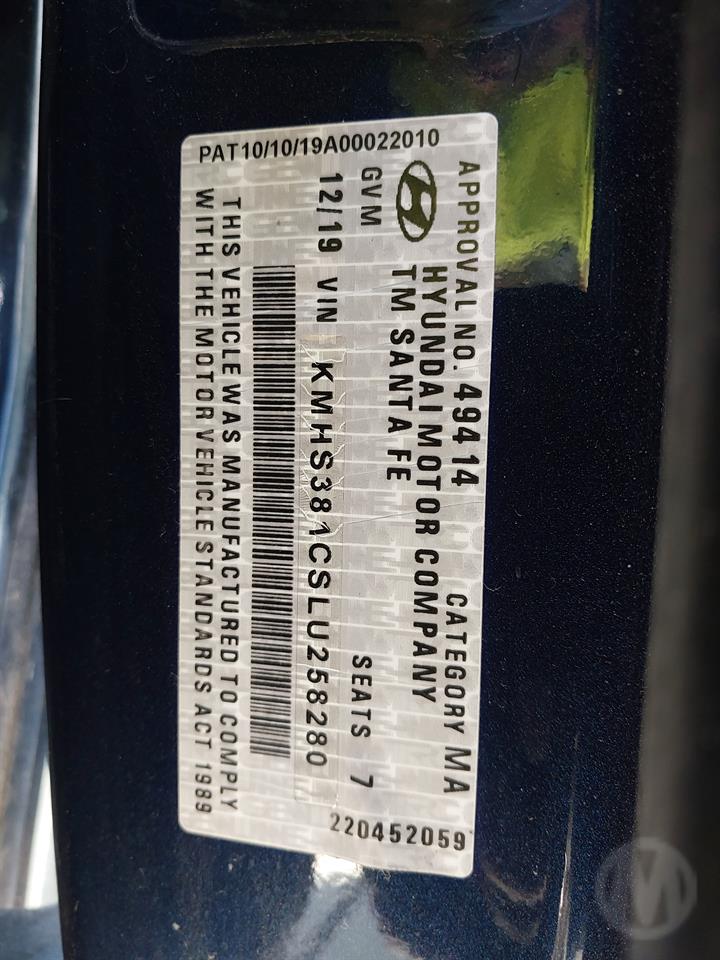 PAT10/10/19A00022010
APPROVAL NO. 49414 CATEGORY MA
HYUNDAI MOTOR COMPANY
TM SANTA FE
GVM SEATS 7
12/19 VIN KMHS381CSLU258280
THIS VEHICLE WAS MANUFACTURED TO COMPLY
WITH THE MOTOR VEHICLE STANDARDS ACT 1989
220452059